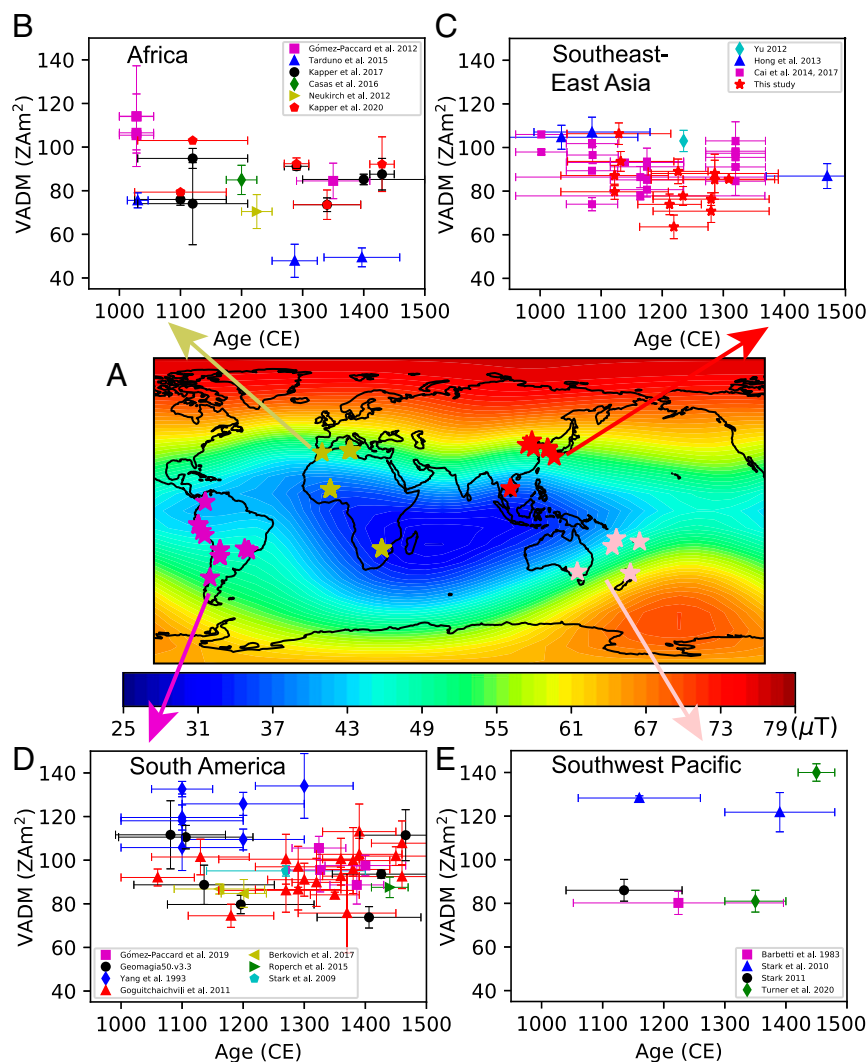 B
Africa
Gómez-Paccard et al. 2012
Tarduno et al. 2015
Kapper et al. 2017
Casas et al. 2016
Neukirch et al. 2012
Kapper et al. 2020
VADM (ZAm²)
140
120
100
80
60
40
1000 1100 1200 1300 1400 1500
Age (CE)
C
Southeast-
East Asia
Yu 2012
Hong et al. 2013
Cai et al. 2014, 2017
This study
VADM (ZAm²)
140
120
100
80
60
40
1000 1100 1200 1300 1400 1500
Age (CE)
A
25 31 37 43 49 55 61 67 73 79 (μT)
D
South America
VADM (ZAm²)
140
120
100
80
60
40
Gómez-Paccard et al. 2019
Geomagia50.v3.3
Yang et al. 1993
Goguitchaichvili et al. 2011
Berkovich et al. 2017
Roperch et al. 2015
Stark et al. 2009
1000 1100 1200 1300 1400 1500
Age (CE)
E
Southwest Pacific
VADM (ZAm²)
140
120
100
80
60
40
Barbetti et al. 1983
Stark et al. 2010
Stark 2011
Turner et al. 2020
1000 1100 1200 1300 1400 1500
Age (CE)